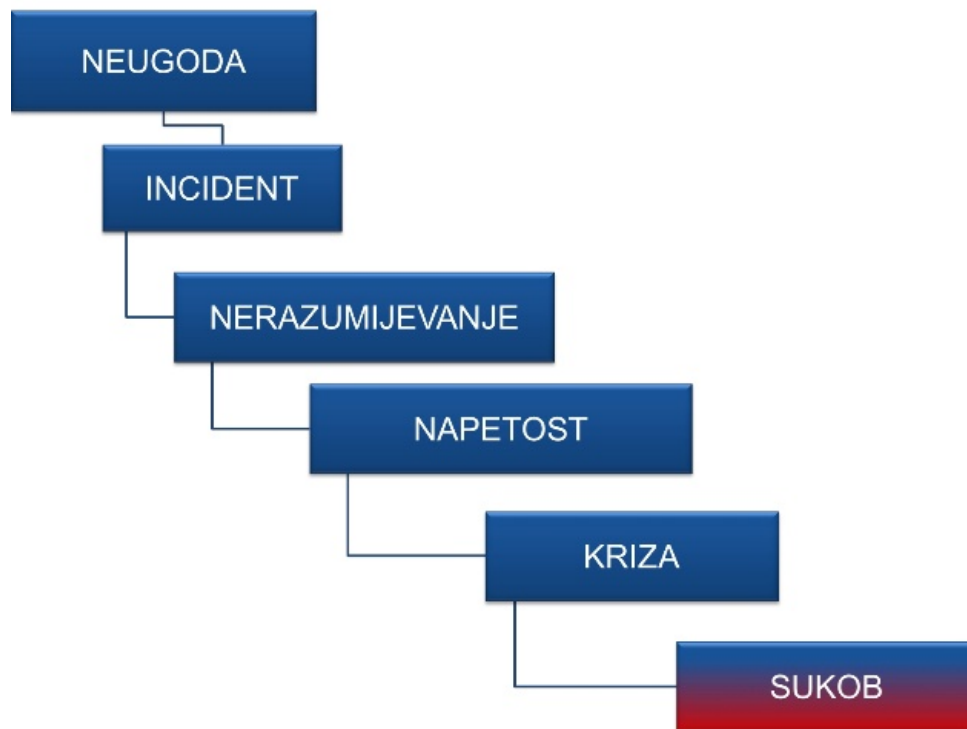 NEUGODA
INCIDENT
NERAZUMIJEVANJE
NAPETOST
KRIZA
SUKOB